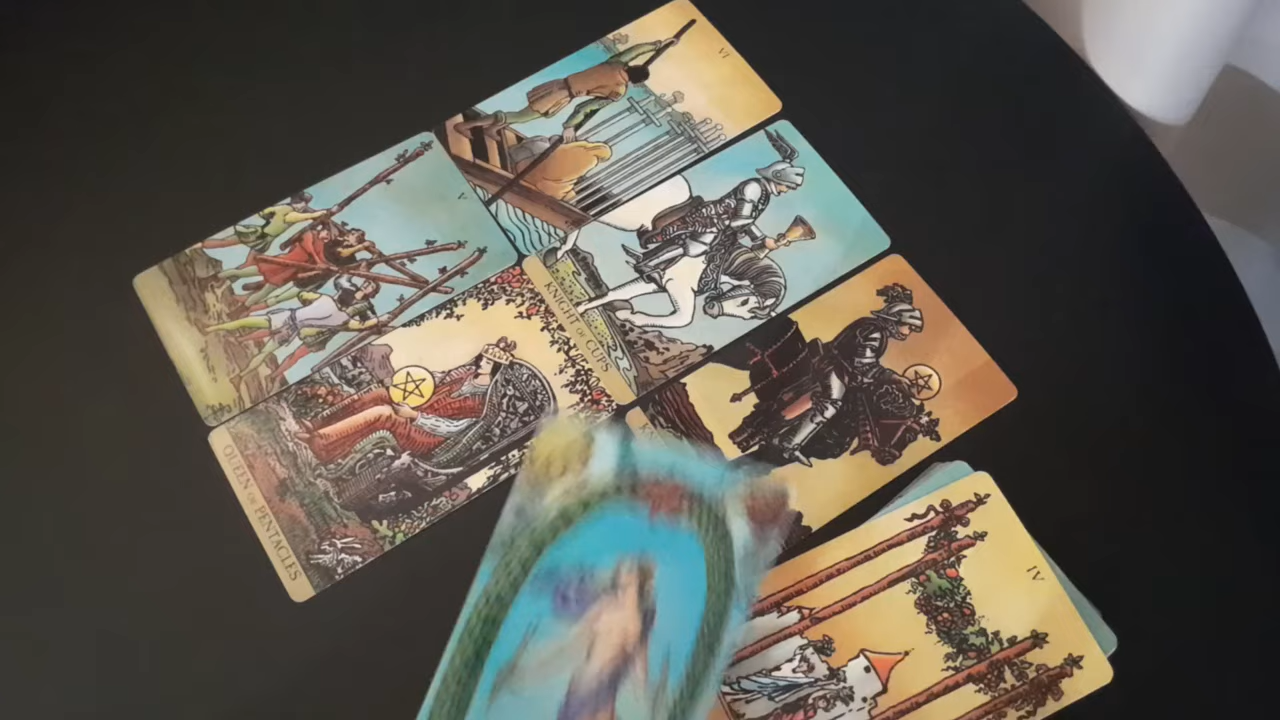 VI
V
KNIGHT OF CUPS
QUEEN OF PENTACLES
IV